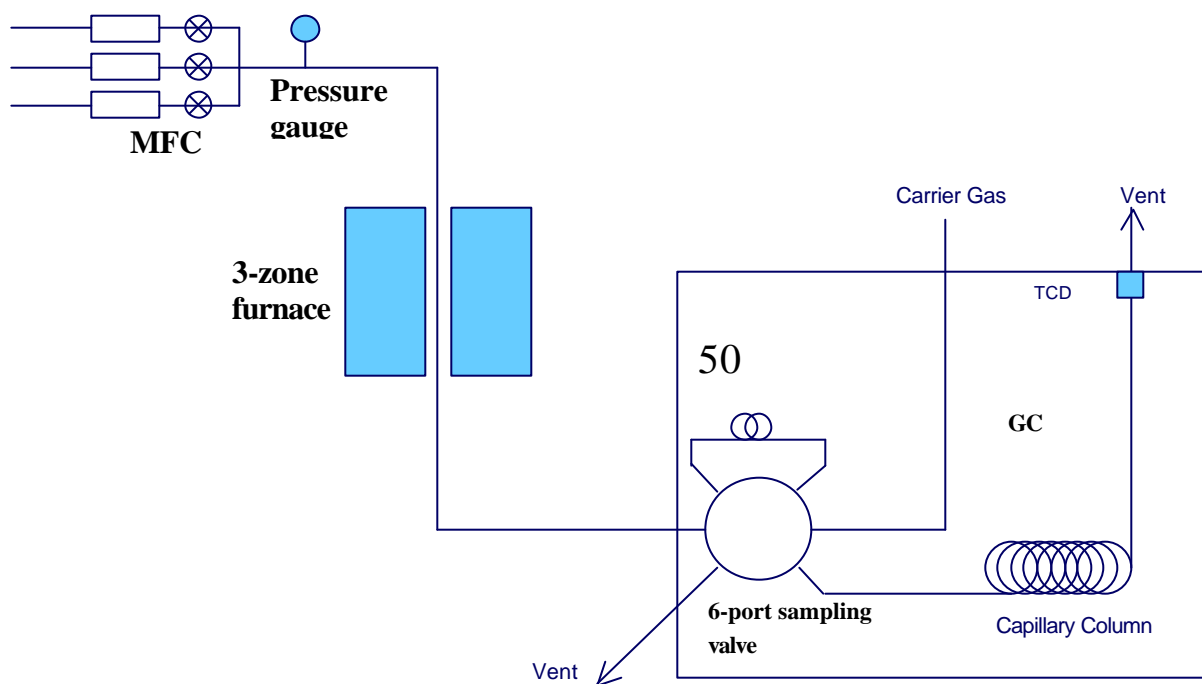 Pressure
gauge
MFC
Carrier Gas
Vent
3-zone
furnace
TCD
50
GC
6-port sampling
valve
Capillary Column
Vent